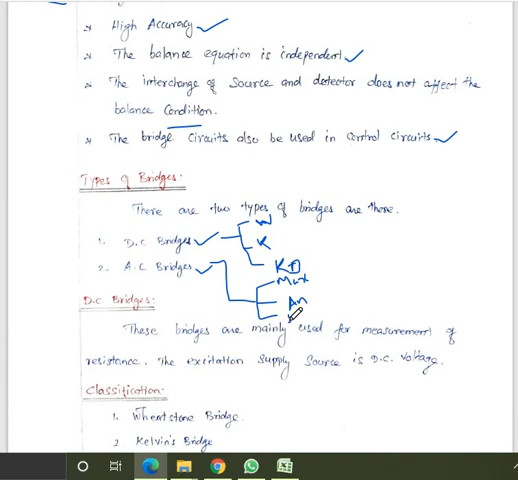 * High Accuracy
* The balance equation is independent
* The interchange of Source and detector does not affect the
balance Condition.
* The bridge circuits also be used in control circuits
Types of Bridges:
There are two types of bridges are there.
W
1. D.C Bridges
K
KD
2. A.C Bridges
Max
An
D.C Bridges:
These bridges are mainly used for measurement of
resistance. The excitation Supply Source is D.C. Voltage.
Classification:
1. Wheatstone Bridge.
2 Kelvin's Bridge